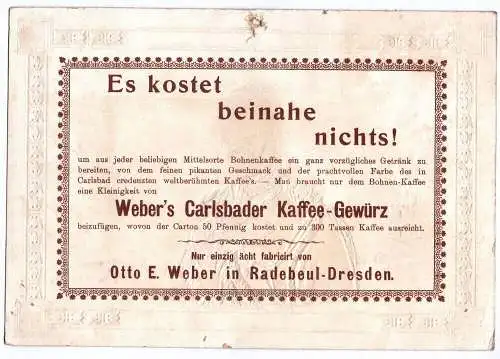 Es kostet
beinahe
nichts!
um aus jeder beliebigen Mittelsorte Bohnenkaffee ein ganz vorzügliches Getränk zu
bereiten, von dem feinen pikanten Geschmack und der prachtvollen Farbe des in
Carlsbad credenzten weltberühmten Kaffee's. — Man braucht nur dem Bohnen-Kaffee
eine Kleinigkeit von
Weber's Carlsbader Kaffee-Gewürz
beizufügen, wovon der Carton 50 Pfennig kostet und zu 300 Tassen Kaffee ausreicht.
Nur einzig ächt fabricirt von
Otto E. Weber in Radebeul-Dresden.